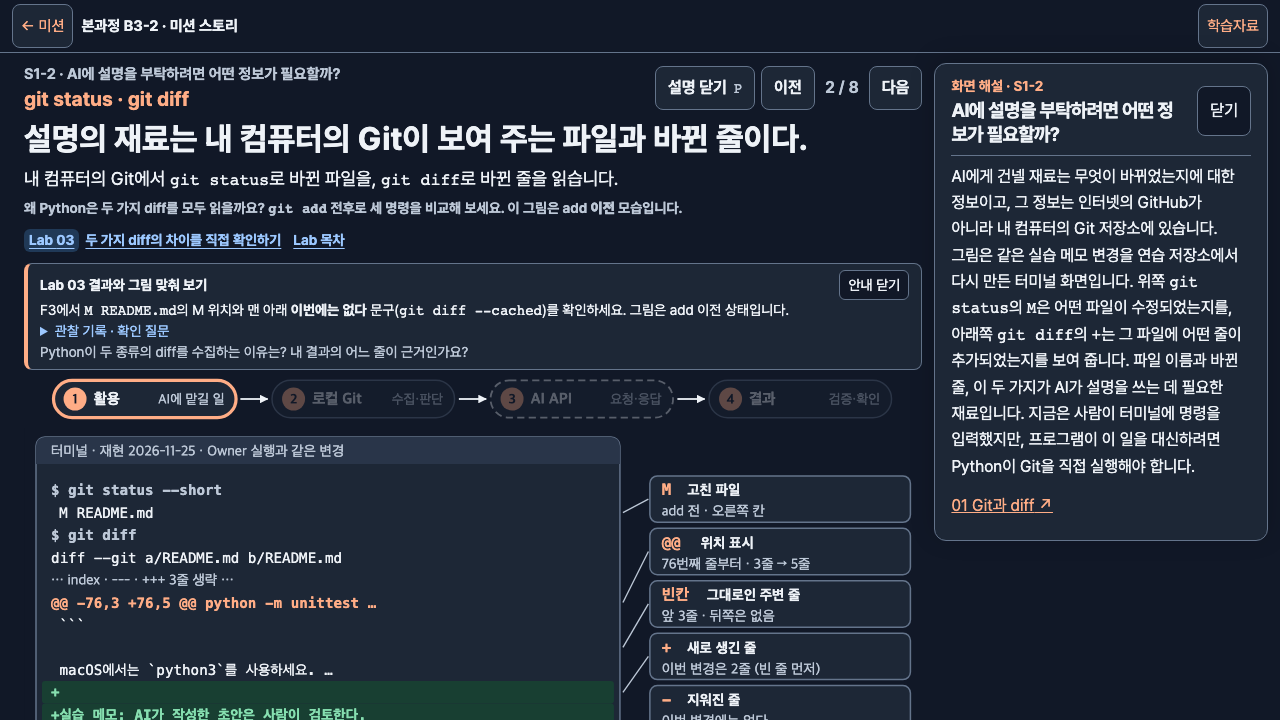 ← 미션
본과정 B3-2 · 미션 스토리
학습자료
S1-2 · AI에 설명을 부탁하려면 어떤 정보가 필요할까?
git status · git diff
설명 닫기 P
이전
2 / 8
다음
설명의 재료는 내 컴퓨터의 Git이 보여 주는 파일과 바뀐 줄이다.
내 컴퓨터의 Git에서 git status로 바뀐 파일을, git diff로 바뀐 줄을 읽습니다.
왜 Python은 두 가지 diff를 모두 읽을까요? git add 전후로 세 명령을 비교해 보세요. 이 그림은 add 이전 모습입니다.
Lab 03 두 가지 diff의 차이를 직접 확인하기 Lab 목차
Lab 03 결과와 그림 맞춰 보기
안내 닫기
F3에서 M README.md의 M 위치와 맨 아래 이번에는 없다 문구(git diff --cached)를 확인하세요. 그림은 add 이전 상태입니다.
▶ 관찰 기록 · 확인 질문
Python이 두 종류의 diff를 수집하는 이유는? 내 결과의 어느 줄이 근거인가요?
1 활용 AI에 맡길 일
2 로컬 Git 수집·판단
3 AI API 요청·응답
4 결과 검증·확인
터미널 · 재현 2026-11-25 · Owner 실행과 같은 변경
$ git status --short
 M README.md
$ git diff
diff --git a/README.md b/README.md
··· index · --- · +++ 3줄 생략 ···
@@ -76,3 +76,5 @@ python -m unittest …
 ```
 macOS에서는 `python3`를 사용하세요. …
+
+실습 메모: AI가 작성한 초안은 사람이 검토한다.
M 고친 파일
add 전 · 오른쪽 칸
@@ 위치 표시
76번째 줄부터 · 3줄 → 5줄
빈칸 그대로인 주변 줄
앞 3줄 · 뒤쪽은 없음
+ 새로 생긴 줄
이번 변경은 2줄 (빈 줄 먼저)
− 지워진 줄
이번 변경에는 없다
화면 해설 · S1-2
AI에 설명을 부탁하려면 어떤 정
보가 필요할까?
닫기
AI에게 건넬 재료는 무엇이 바뀌었는지에 대한
정보이고, 그 정보는 인터넷의 GitHub가
아니라 내 컴퓨터의 Git 저장소에 있습니다.
그림은 같은 실습 메모 변경을 연습 저장소에서
다시 만든 터미널 화면입니다. 위쪽 git
status의 M은 어떤 파일이 수정되었는지를,
아래쪽 git diff의 +는 그 파일에 어떤 줄이
추가되었는지를 보여 줍니다. 파일 이름과 바뀐
줄, 이 두 가지가 AI가 설명을 쓰는 데 필요한
재료입니다. 지금은 사람이 터미널에 명령을
입력했지만, 프로그램이 이 일을 대신하려면
Python이 Git을 직접 실행해야 합니다.
01 Git과 diff ↗